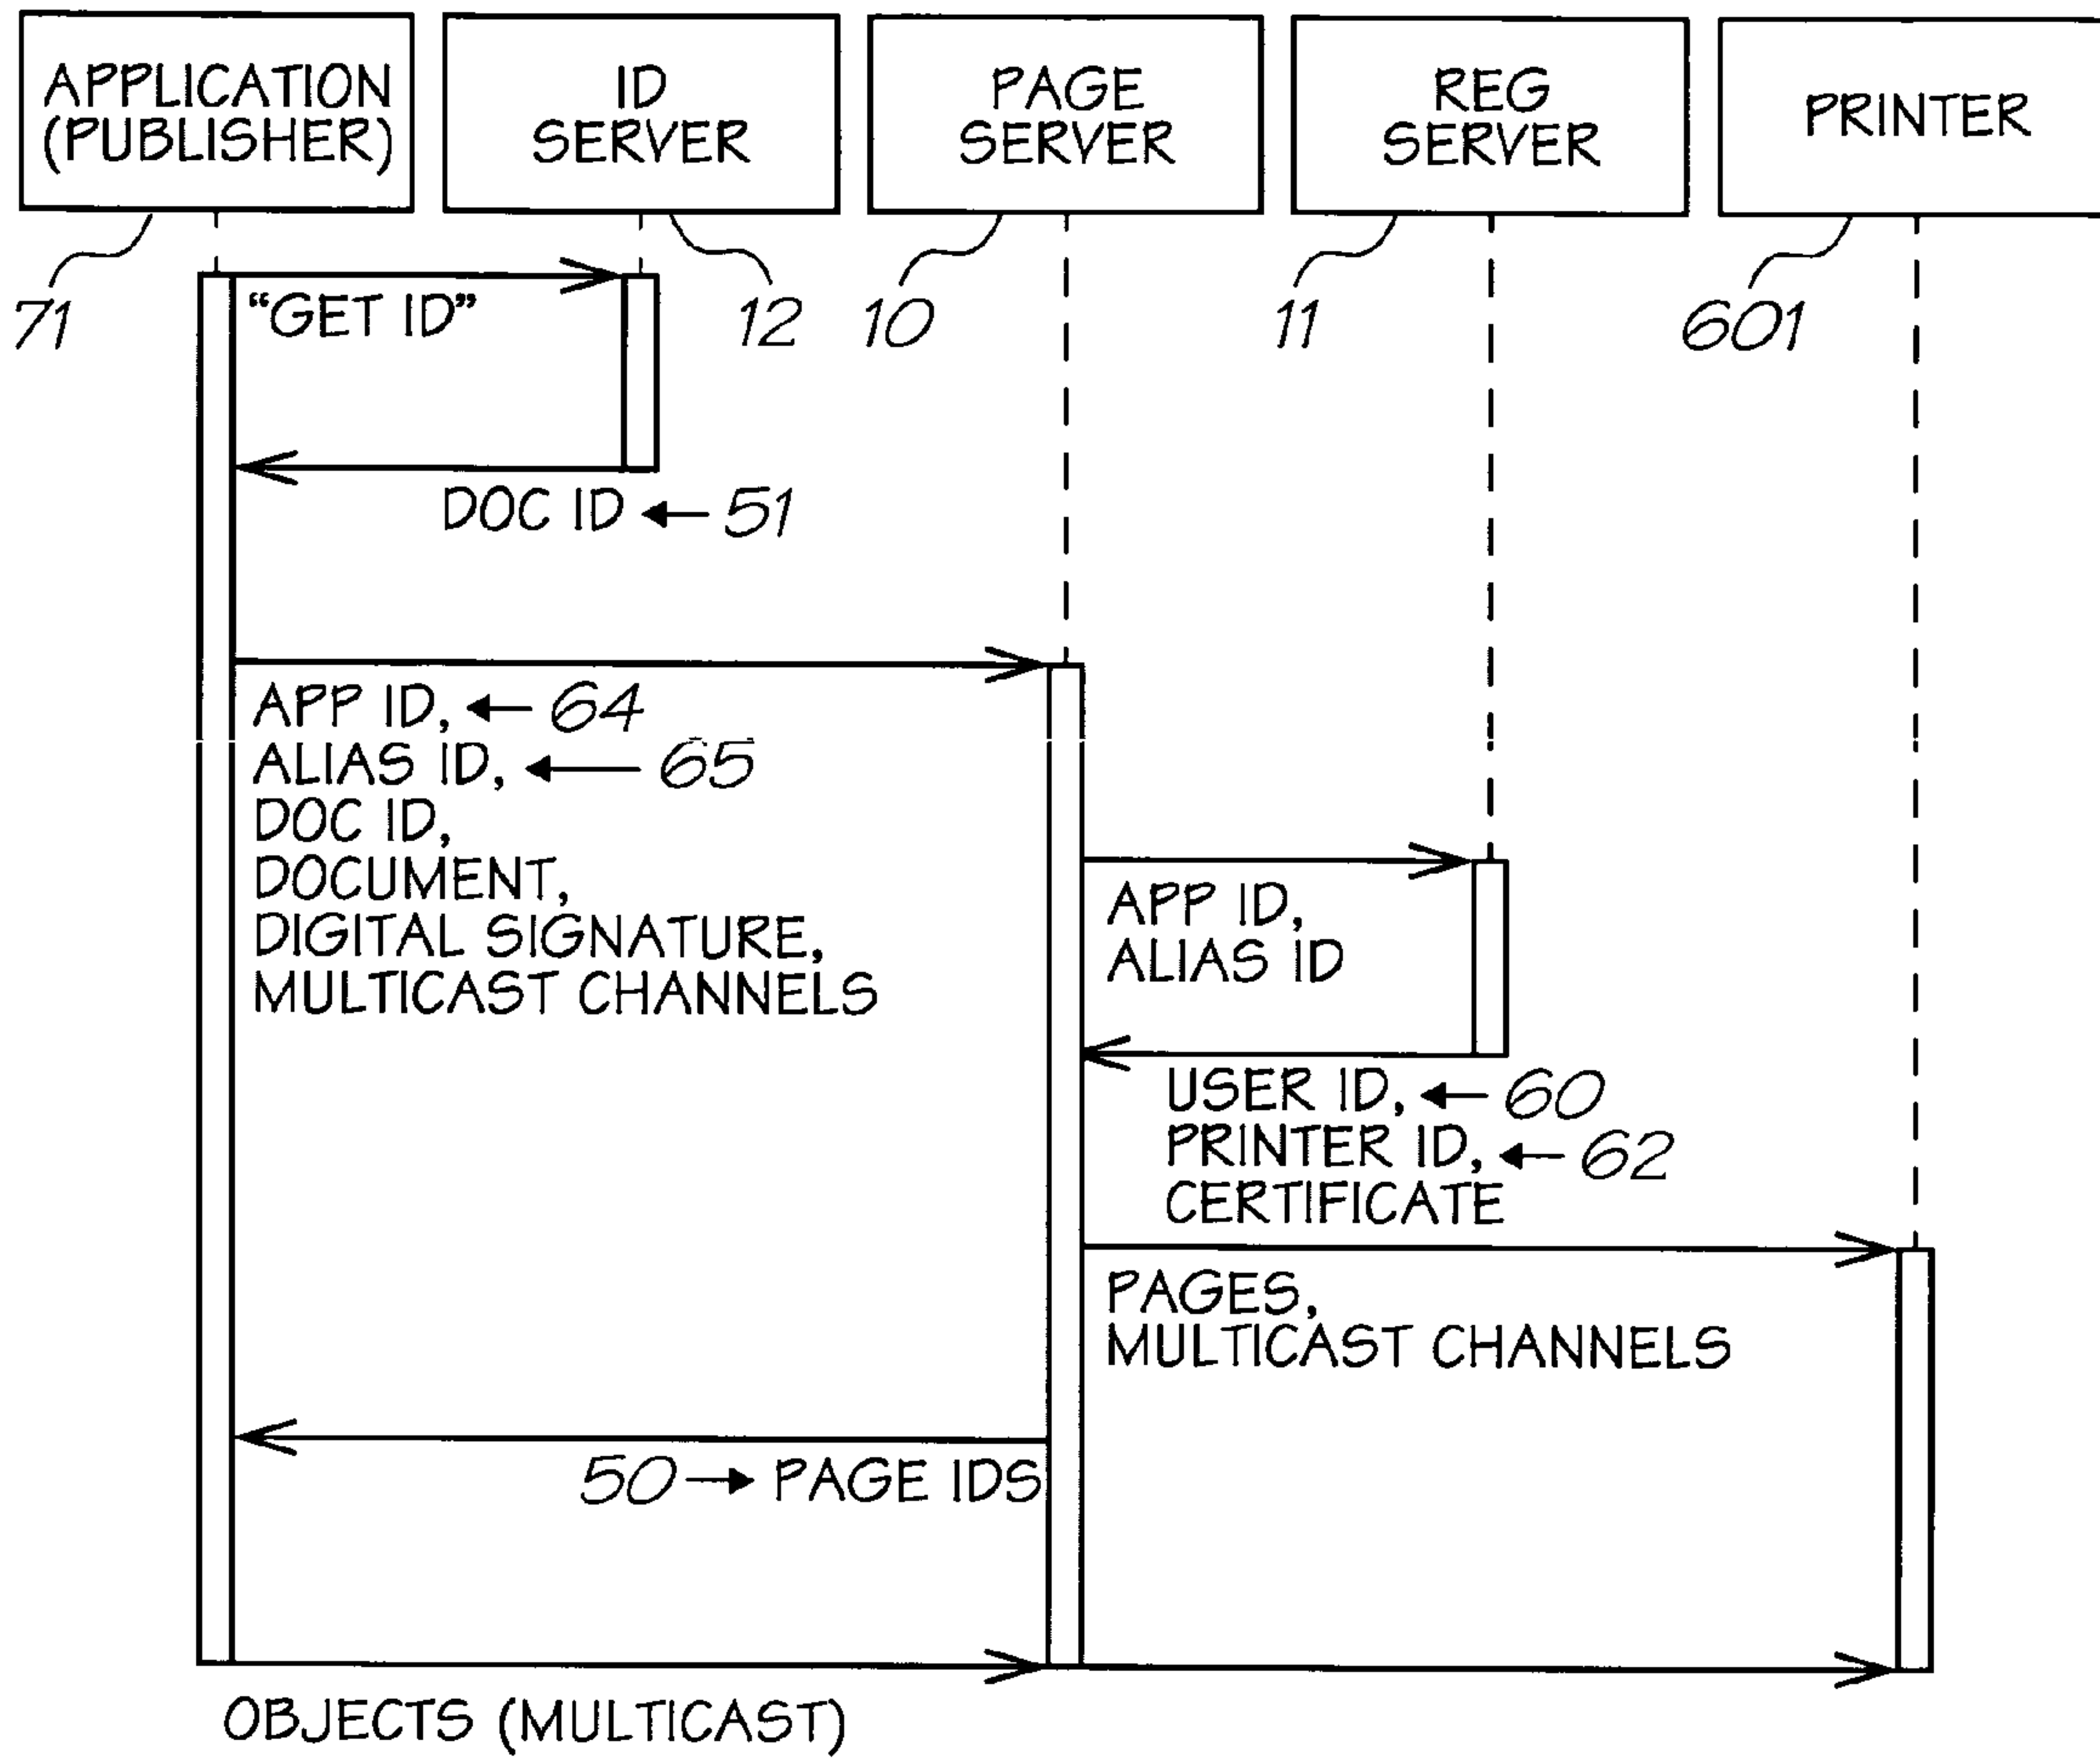 APPLICATION
(PUBLISHER)
ID
SERVER
PAGE
SERVER
REG
SERVER
PRINTER
71
12
10
11
601
“GET ID”
DOC ID 51
APP ID, 64
ALIAS ID, 65
DOC ID,
DOCUMENT,
DIGITAL SIGNATURE,
MULTICAST CHANNELS
APP ID,
ALIAS ID
USER ID, 60
PRINTER ID, 62
CERTIFICATE
PAGES,
MULTICAST CHANNELS
50 PAGE IDS
OBJECTS (MULTICAST)